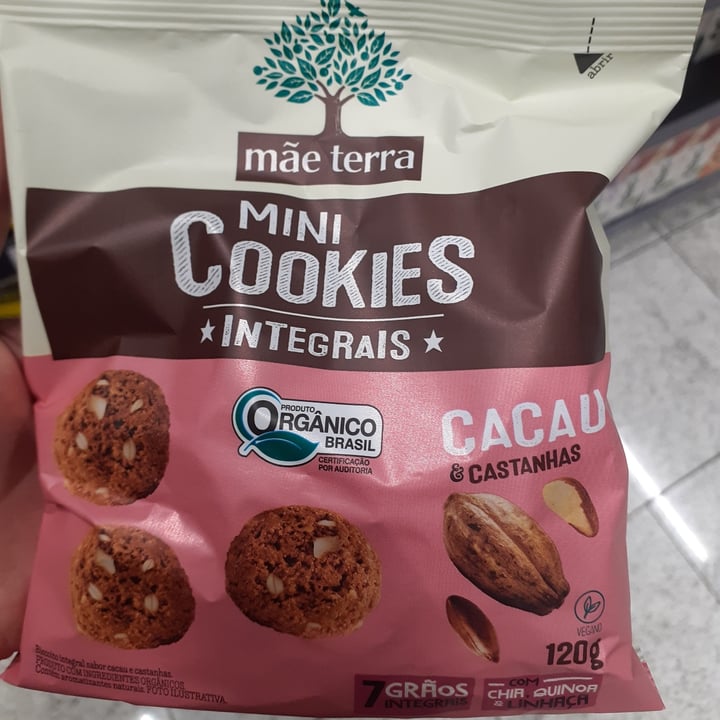 abrir
mãe terra
MINI
COOKIES
INTEGRAIS
PRODUTO
ORGÂNICO
BRASIL
CERTIFICAÇÃO
POR AUDITORIA
CACAU
& CASTANHAS
VEGANO
120g
Biscoito integral sabor cacau e castanhas.
PRODUTO COM INGREDIENTES ORGÂNICOS.
Contém aromatizantes naturais. FOTO ILUSTRATIVA.
7 GRÃOS
INTEGRAIS
COM
CHIA, QUINOA
& LINHAÇA